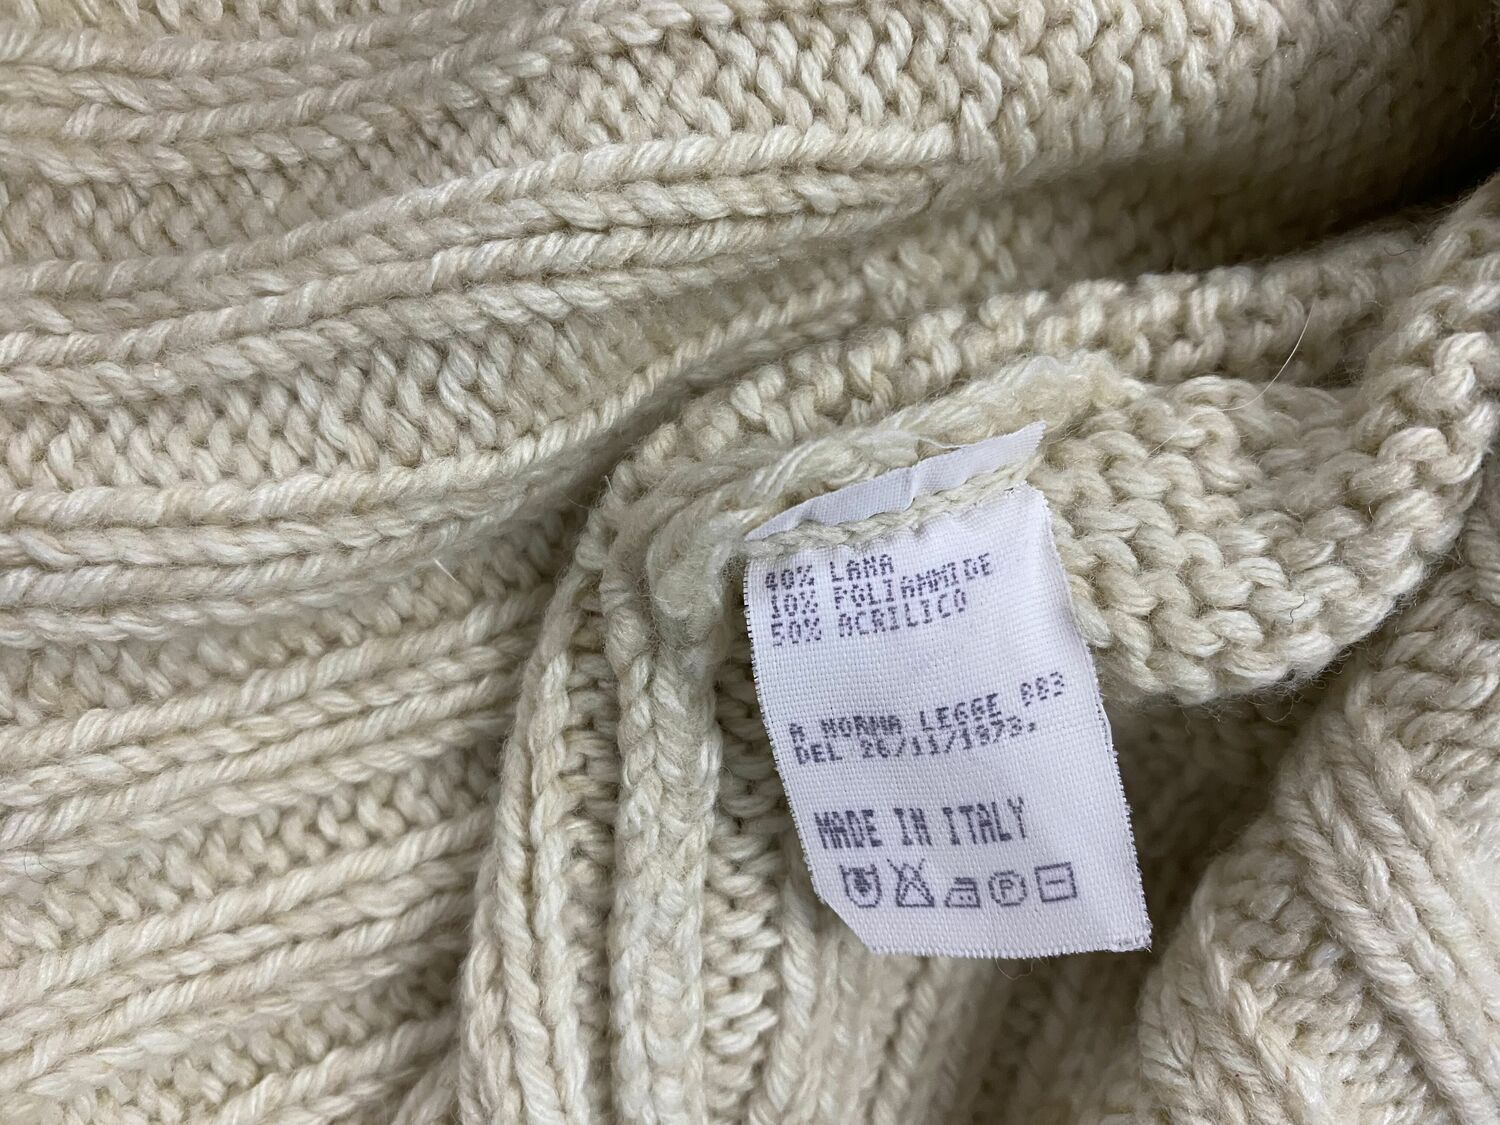 40% LANA
10% POLIAMMIDE
50% ACRILICO
A NORMA LEGGE 883
DEL 26/11/1973.
MADE IN ITALY
P